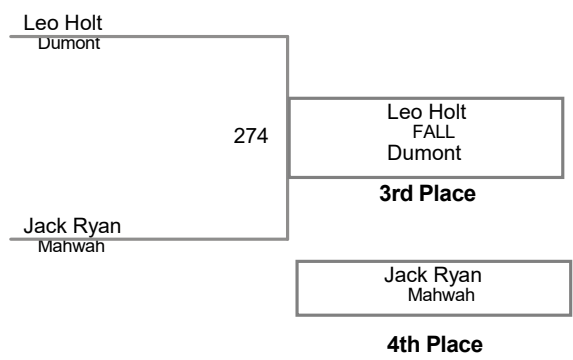 Leo Holt
Dumont
274
Leo Holt
FALL
Dumont
3rd Place
Jack Ryan
Mahwah
Jack Ryan
Mahwah
4th Place